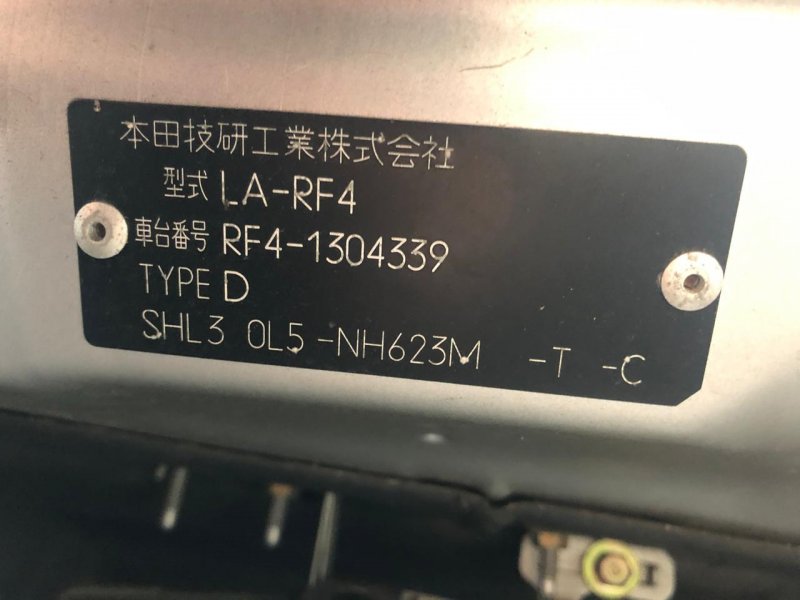 本田技研工業株式会社
型式 LA-RF4
車台番号 RF4-1304339
TYPE D
SHL3 0L5-NH623M -T -C